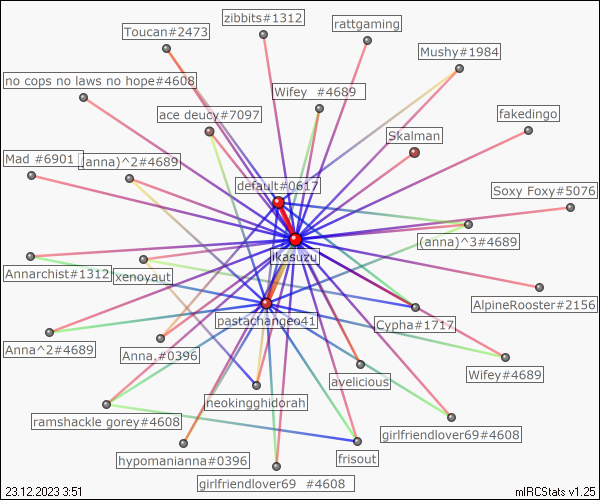 zibbits#1312
rattgaming
Toucan#2473
Mushy#1984
no cops no laws no hope#4608
Wifey  #4689
ace deucy#7097
fakedingo
Skalman
Mad #6901
(anna)^2#4689
default#0617
Soxy Foxy#5076
(anna)^3#4689
ikasuzu
Annarchist#1312
xenoyaut
AlpineRooster#2156
pastachangeo41
Cypha#1717
Anna^2#4689
Anna,#0396
Wifey#4689
avelicious
neokingghidorah
ramshackle gorey#4608
girlfriendlover69#4608
hypomanianna#0396
frisout
girlfriendlover69  #4608
23.12.2023 3:51
mIRCStats v1.25